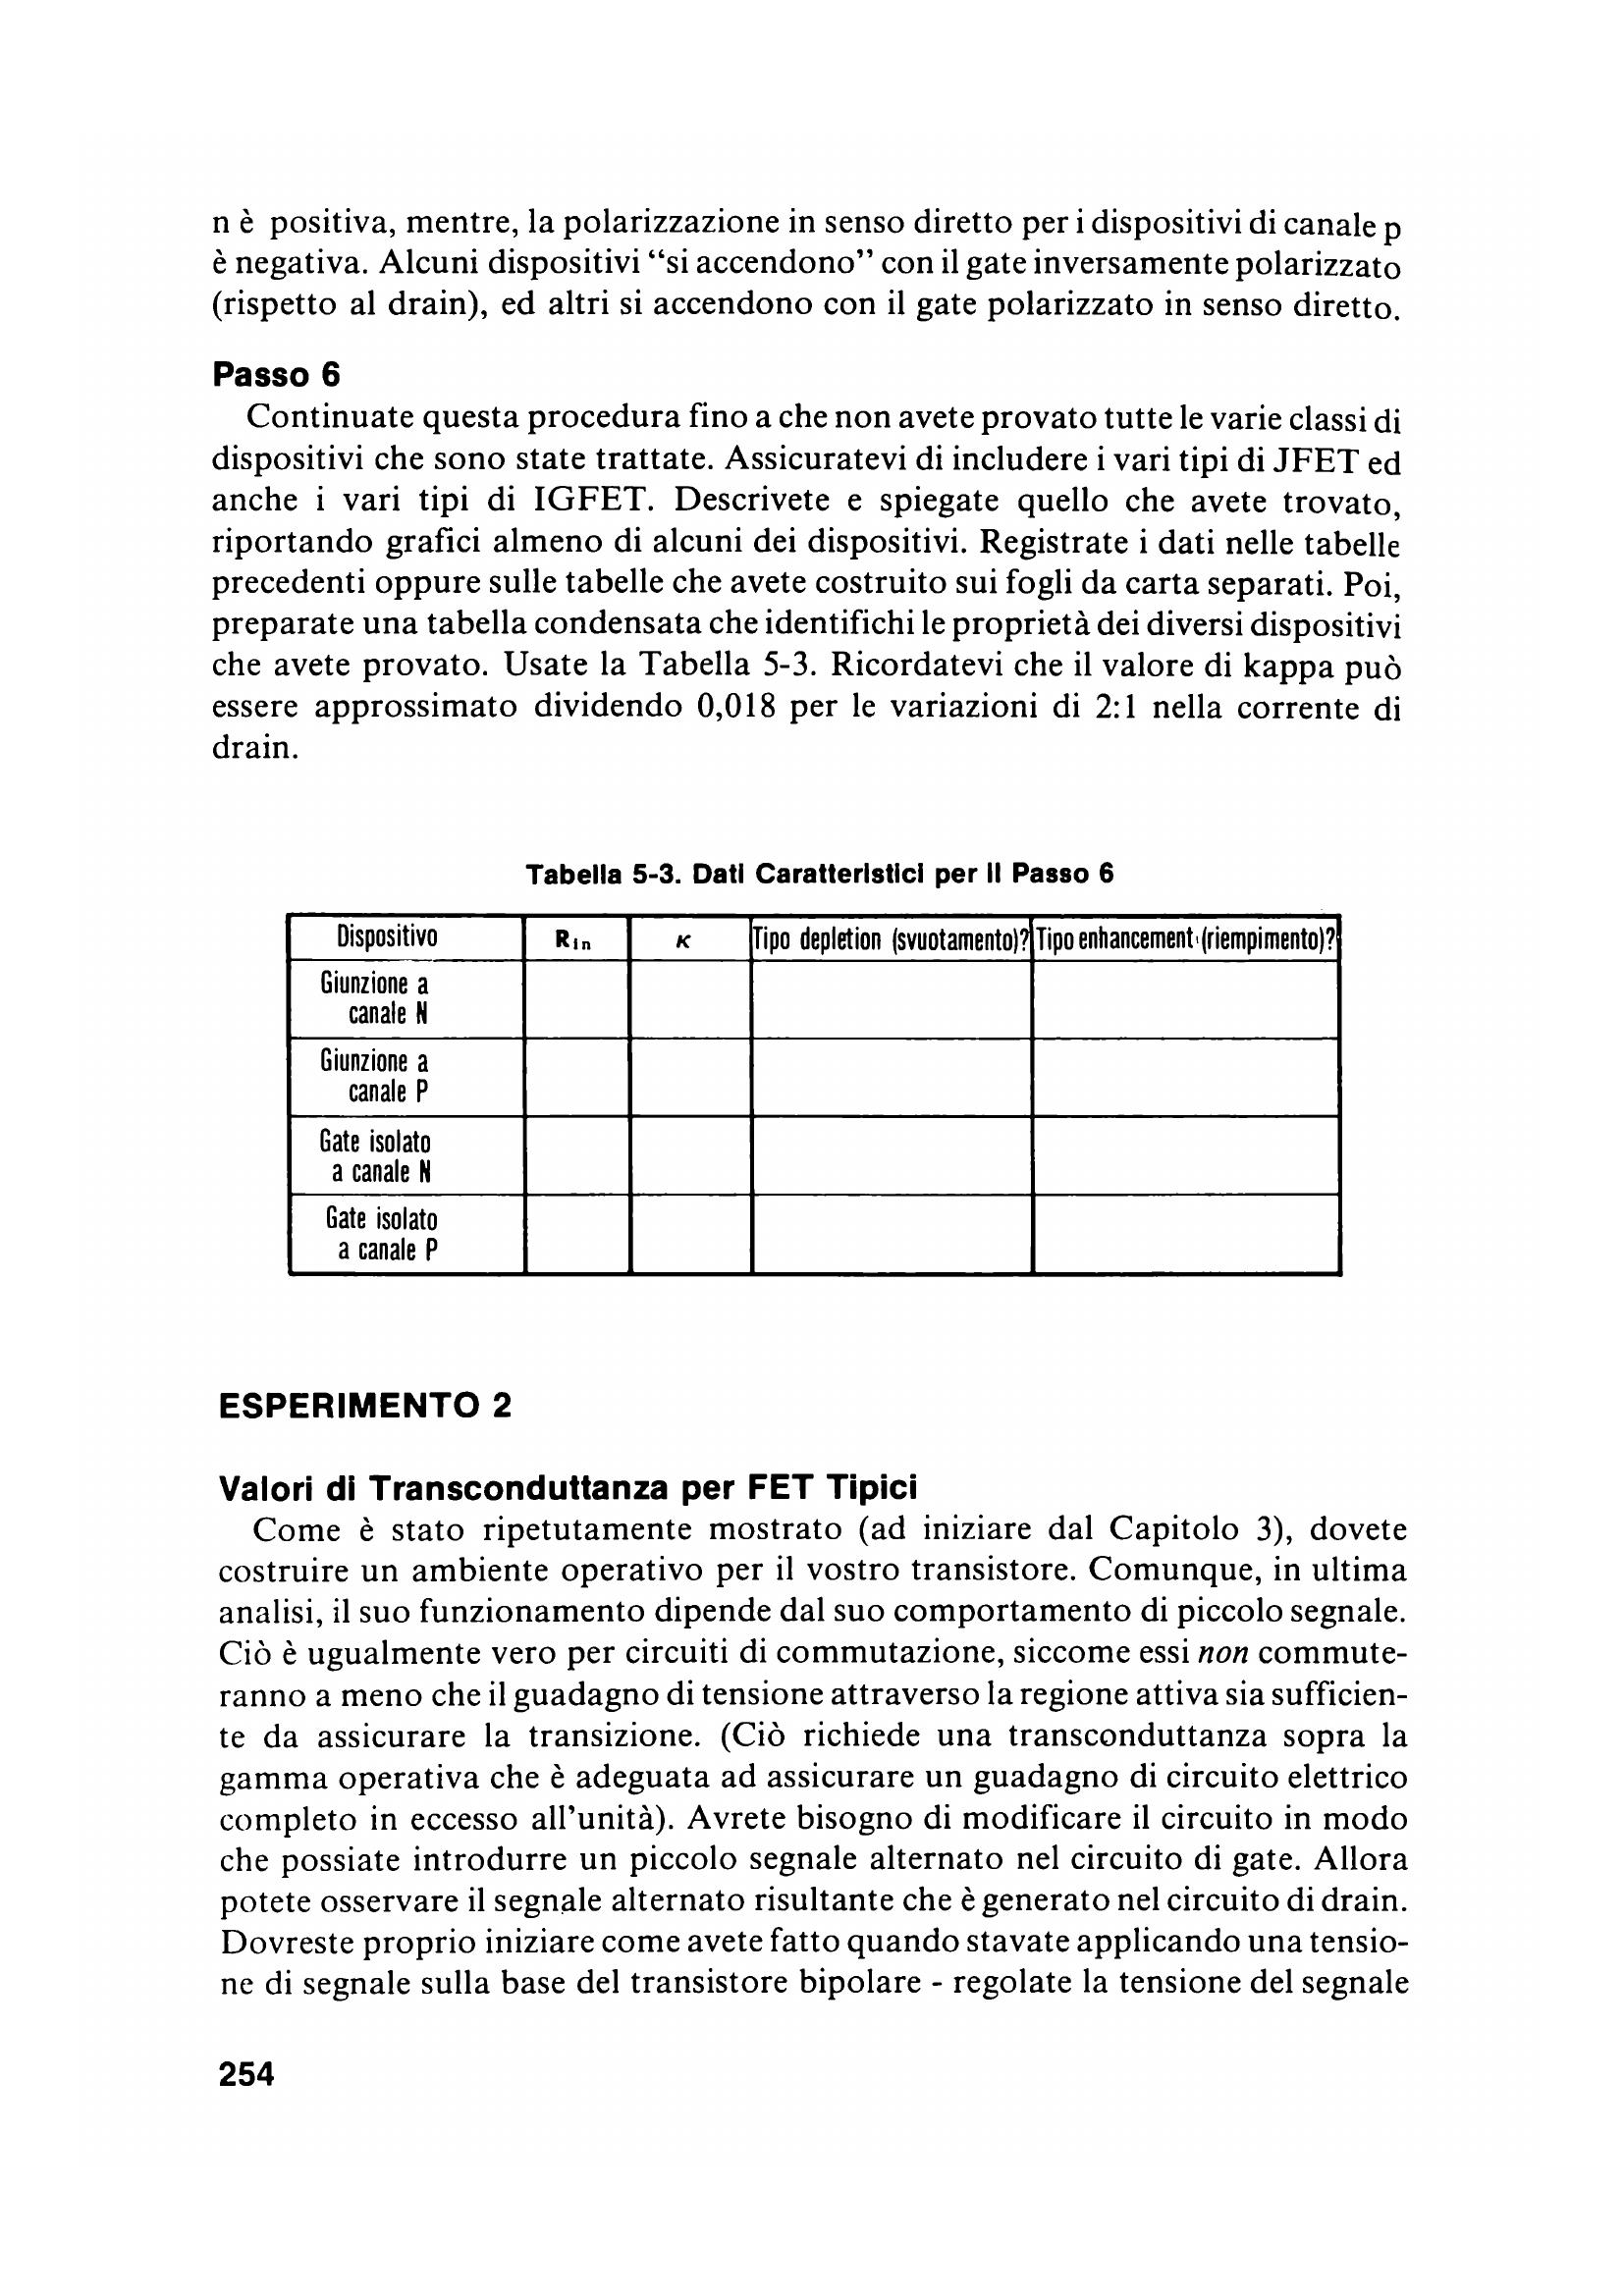 n è positiva, mentre, la polarizzazione in senso diretto per i dispositivi di canale p
è negativa. Alcuni dispositivi “si accendono” con il gate inversamente polarizzato
(rispetto al drain), ed altri si accendono con il gate polarizzato in senso diretto.
Passo 6
Continuate questa procedura fino a che non avete provato tutte le varie classi di
dispositivi che sono state trattate. Assicuratevi di includere i vari tipi di JFET ed
anche i vari tipi di IGFET. Descrivete e spiegate quello che avete trovato,
riportando grafici almeno di alcuni dei dispositivi. Registrate i dati nelle tabelle
precedenti oppure sulle tabelle che avete costruito sui fogli da carta separati. Poi,
preparate una tabella condensata che identifichi le proprietà dei diversi dispositivi
che avete provato. Usate la Tabella 5-3. Ricordatevi che il valore di kappa può
essere approssimato dividendo 0,018 per le variazioni di 2:1 nella corrente di
drain.
Tabella 5-3. Dati Caratteristici per Il Passo 6
Dispositivo Rin κ Tipo depletion (svuotamento)? Tipo enhancement (riempimento)?
Giunzione a
canale N
Giunzione a
canale P
Gate isolato
a canale N
Gate isolato
a canale P
ESPERIMENTO 2
Valori di Transconduttanza per FET Tipici
Come è stato ripetutamente mostrato (ad iniziare dal Capitolo 3), dovete
costruire un ambiente operativo per il vostro transistore. Comunque, in ultima
analisi, il suo funzionamento dipende dal suo comportamento di piccolo segnale.
Ciò è ugualmente vero per circuiti di commutazione, siccome essi non commute-
ranno a meno che il guadagno di tensione attraverso la regione attiva sia sufficien-
te da assicurare la transizione. (Ciò richiede una transconduttanza sopra la
gamma operativa che è adeguata ad assicurare un guadagno di circuito elettrico
completo in eccesso all’unità). Avrete bisogno di modificare il circuito in modo
che possiate introdurre un piccolo segnale alternato nel circuito di gate. Allora
potete osservare il segnale alternato risultante che è generato nel circuito di drain.
Dovreste proprio iniziare come avete fatto quando stavate applicando una tensio-
ne di segnale sulla base del transistore bipolare - regolate la tensione del segnale
254